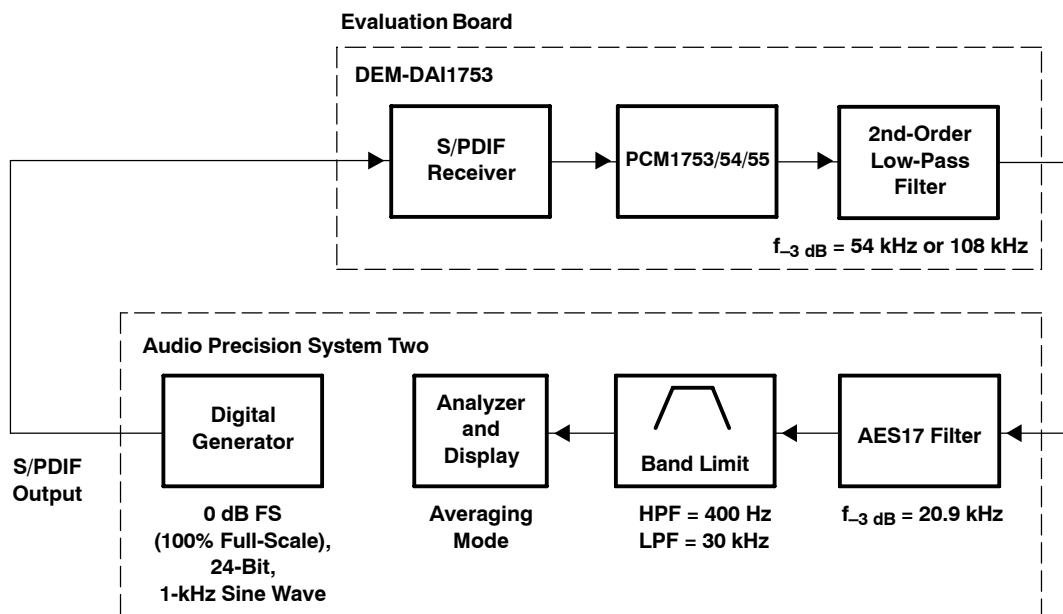 Evaluation Board
DEM-DAI1753
S/PDIF
Receiver
PCM1753/54/55
2nd-Order
Low-Pass
Filter
f–3 dB = 54 kHz or 108 kHz
Audio Precision System Two
Digital
Generator
Analyzer
and
Display
Band Limit
AES17 Filter
S/PDIF
Output
0 dB FS
(100% Full-Scale),
24-Bit,
1-kHz Sine Wave
Averaging
Mode
HPF = 400 Hz
LPF = 30 kHz
f–3 dB = 20.9 kHz